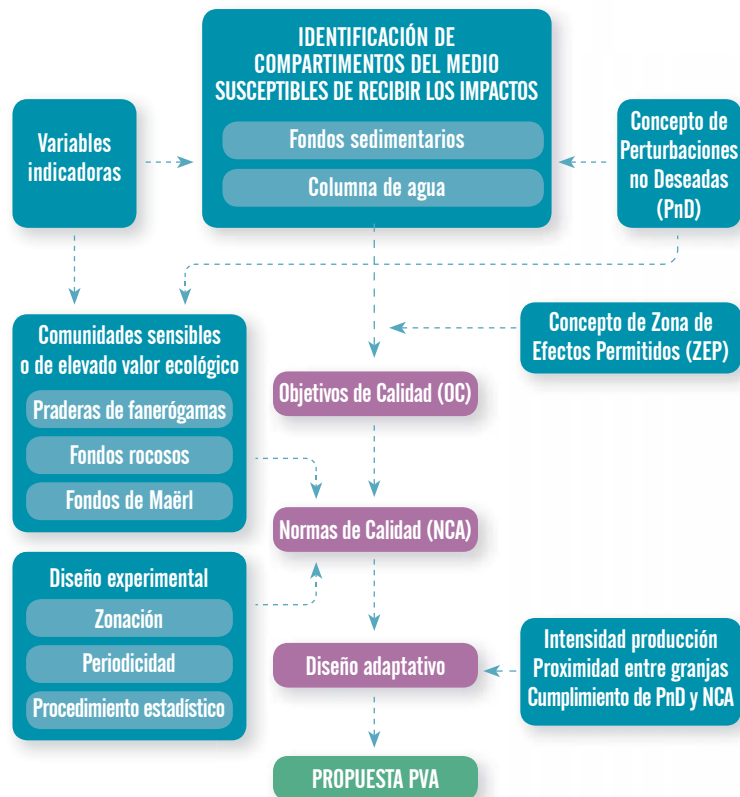 IDENTIFICACIÓN DE
COMPARTIMENTOS DEL MEDIO
SUSCEPTIBLES DE RECIBIR LOS IMPACTOS
Fondos sedimentarios
Columna de agua
Variables
indicadoras
Concepto de
Perturbaciones
no Deseadas
(PnD)
Comunidades sensibles
o de elevado valor ecológico
Praderas de fanerógamas
Fondos rocosos
Fondos de Maërl
Concepto de Zona de
Efectos Permitidos (ZEP)
Objetivos de Calidad (OC)
Normas de Calidad (NCA)
Diseño experimental
Zonación
Periodicidad
Procedimiento estadístico
Diseño adaptativo
Intensidad producción
Proximidad entre granjas
Cumplimiento de PnD y NCA
PROPUESTA PVA